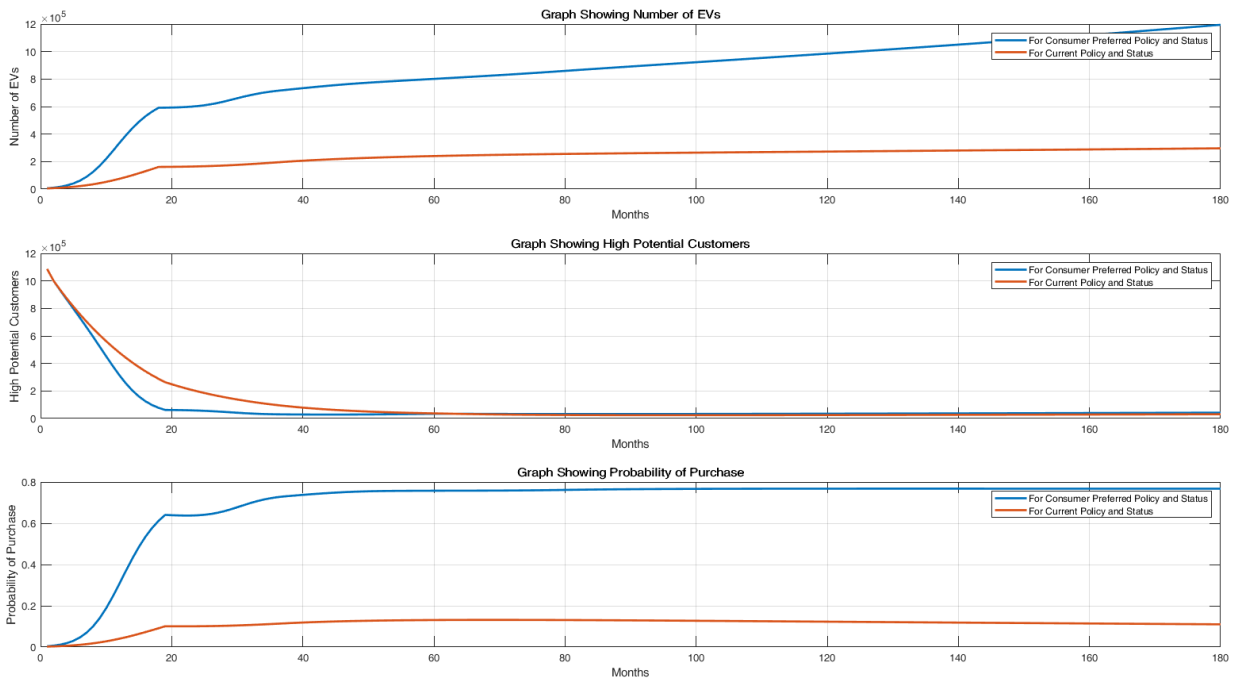 Graph Showing Number of EVs
× 10^5
12
10
8
6
4
2
0
Number of EVs
For Consumer Preferred Policy and Status
For Current Policy and Status
0 20 40 60 80 100 120 140 160 180
Months
Graph Showing High Potential Customers
× 10^5
12
10
8
6
4
2
0
High Potential Customers
For Consumer Preferred Policy and Status
For Current Policy and Status
0 20 40 60 80 100 120 140 160 180
Months
Graph Showing Probability of Purchase
0.8
0.6
0.4
0.2
0
Probability of Purchase
For Consumer Preferred Policy and Status
For Current Policy and Status
0 20 40 60 80 100 120 140 160 180
Months